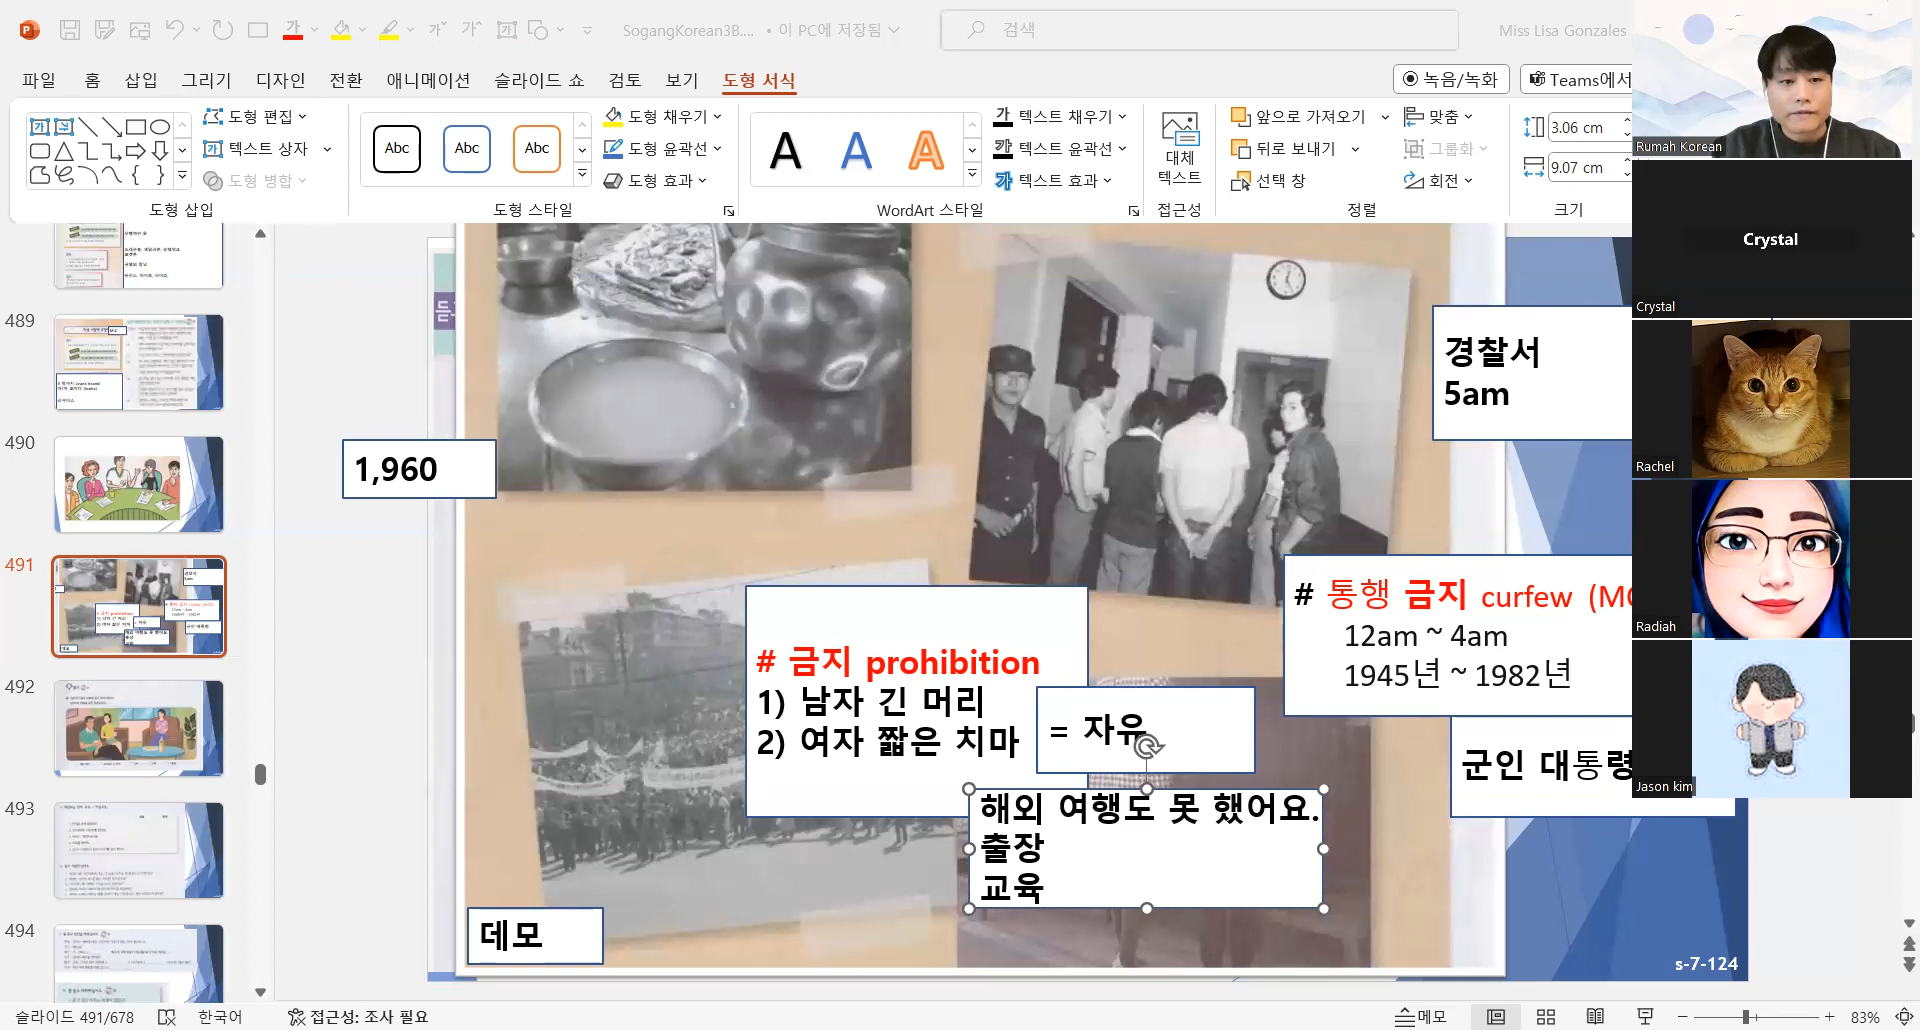 SogangKorean3B.... • 이 PC에 저장됨
검색
Miss Lisa Gonzales
파일 홈 삽입 그리기 디자인 전환 애니메이션 슬라이드 쇼 검토 보기 도형 서식
녹음/녹화
Teams에서
도형 편집
텍스트 상자
도형 병합
도형 삽입
Abc Abc Abc
도형 채우기
도형 윤곽선
도형 효과
도형 스타일
A A A
텍스트 채우기
텍스트 윤곽선
텍스트 효과
WordArt 스타일
대체
텍스트
접근성
앞으로 가져오기
뒤로 보내기
선택 창
맞춤
그룹화
회전
정렬
3.06 cm
9.07 cm
크기
489
490
491
492
493
494
1,960
경찰서
5am
# 통행 금지 curfew (MC
12am ~ 4am
1945년 ~ 1982년
# 금지 prohibition
1) 남자 긴 머리
2) 여자 짧은 치마
= 자유
군인 대통령
해외 여행도 못 했어요.
출장
교육
데모
s-7-124
Rumah Korean
Crystal
Crystal
Rachel
Radiah
Jason kim
슬라이드 491/678
한국어
접근성: 조사 필요
메모
83%